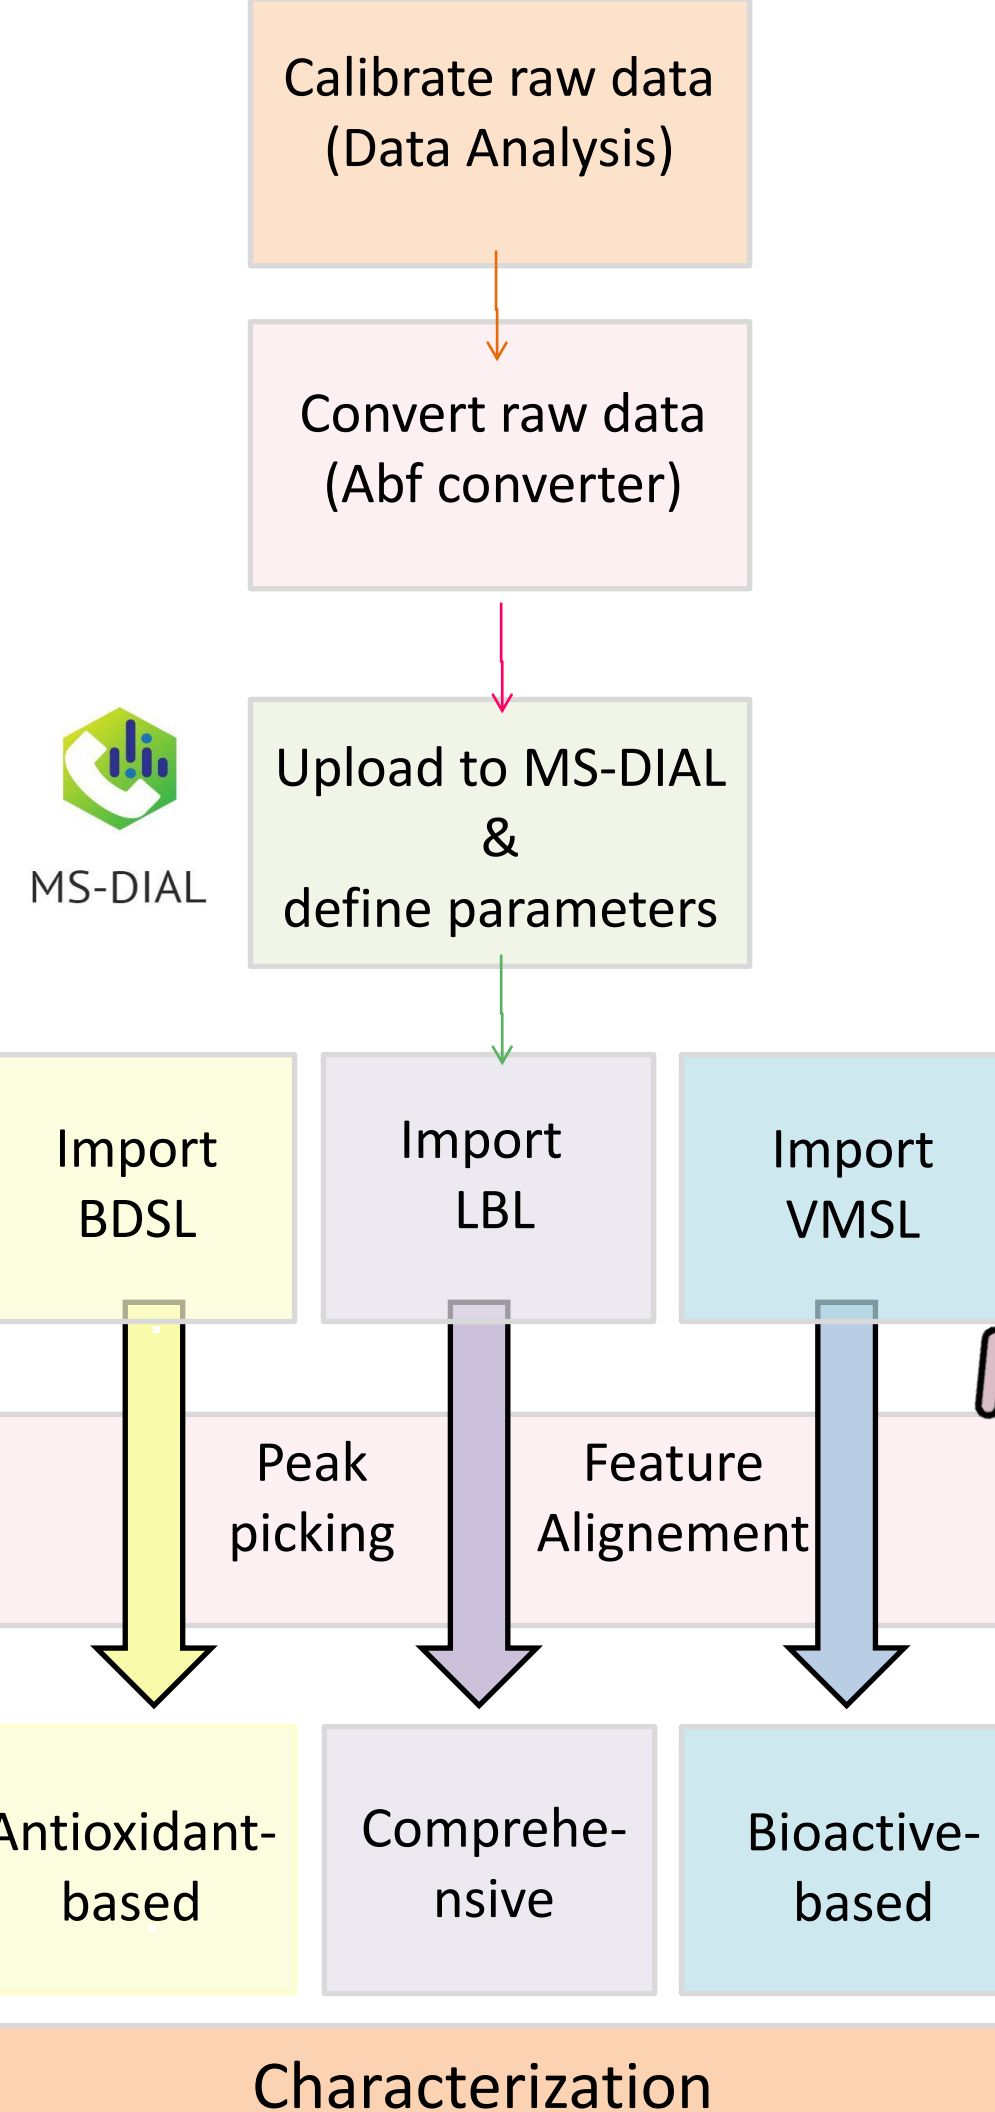 Calibrate raw data
(Data Analysis)
Convert raw data
(Abf converter)
Upload to MS-DIAL
&
define parameters
MS-DIAL
Import
BDSL
Import
LBL
Import
VMSL
Peak
picking
Feature
Alignement
Antioxidant-
based
Comprehe-
nsive
Bioactive-
based
Characterization